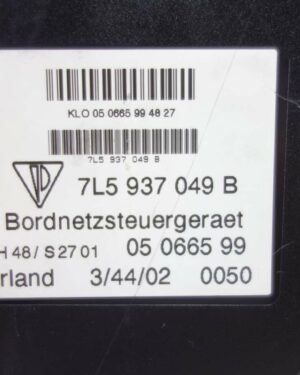 KLO 05 0665 99 48 27
7L5 937 049 B
7L5 937 049 B
Bordnetzsteuergeraet
H 48 / S 27 01 05 0665 99
rland 3/44/02 0050